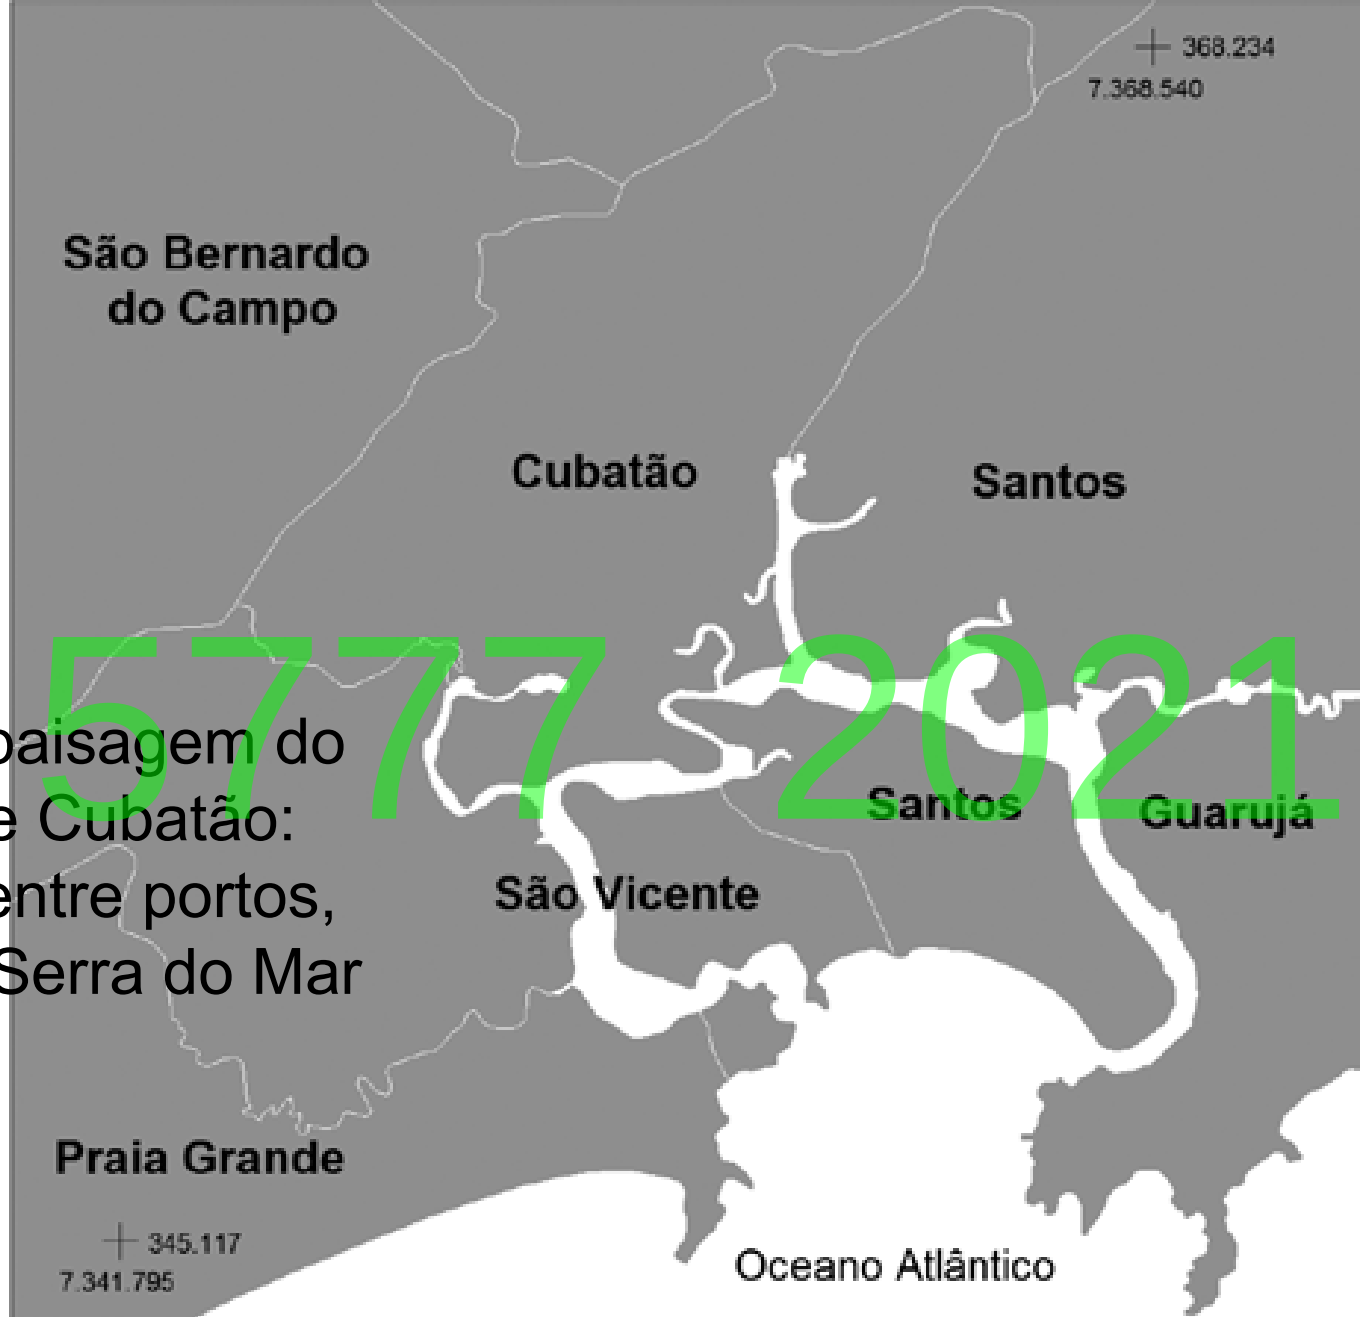 368.234
7.368.540
São Bernardo
do Campo
Cubatão
Santos
5777 2021
paisagem do
Santos
Guarujá
e Cubatão:
São Vicente
entre portos,
Serra do Mar
Praia Grande
345.117
7.341.795
Oceano Atlântico